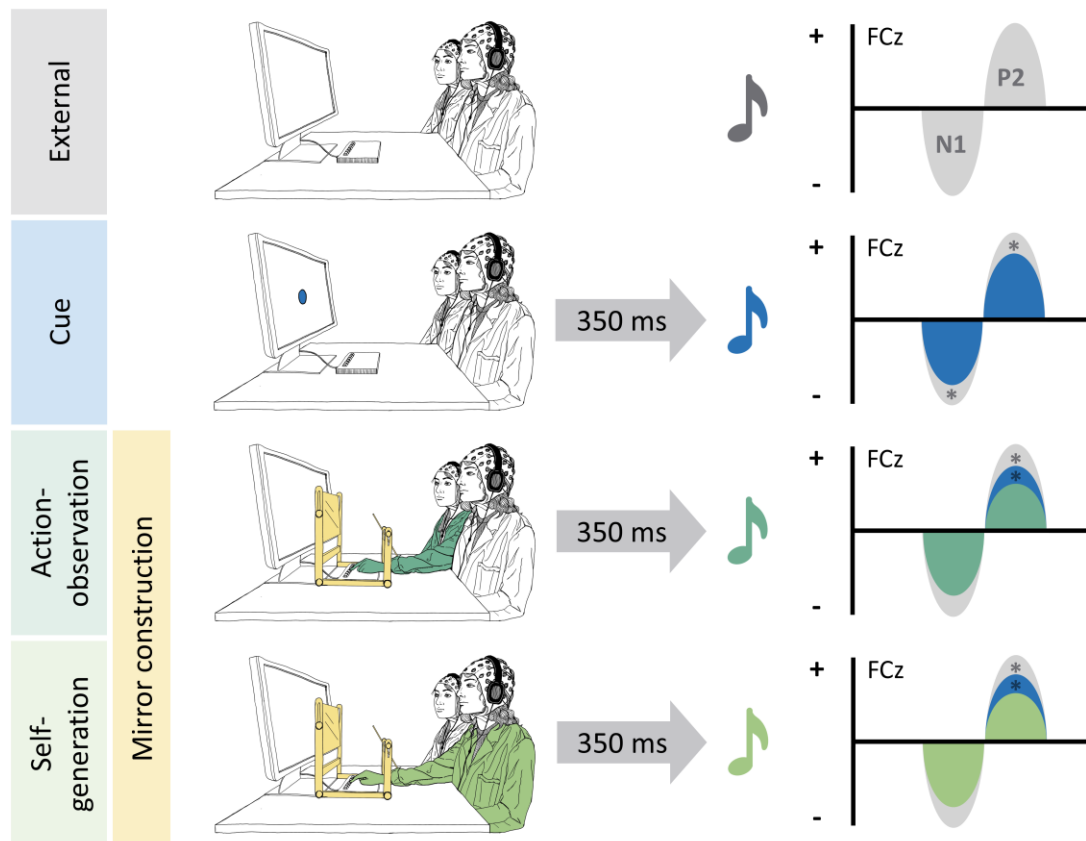 External
+
FCz
P2
N1
-
Cue
350 ms
+
FCz
*
*
-
Mirror construction
Action-
observation
350 ms
+
FCz
*
*
-
Self-
generation
350 ms
+
FCz
*
*
-